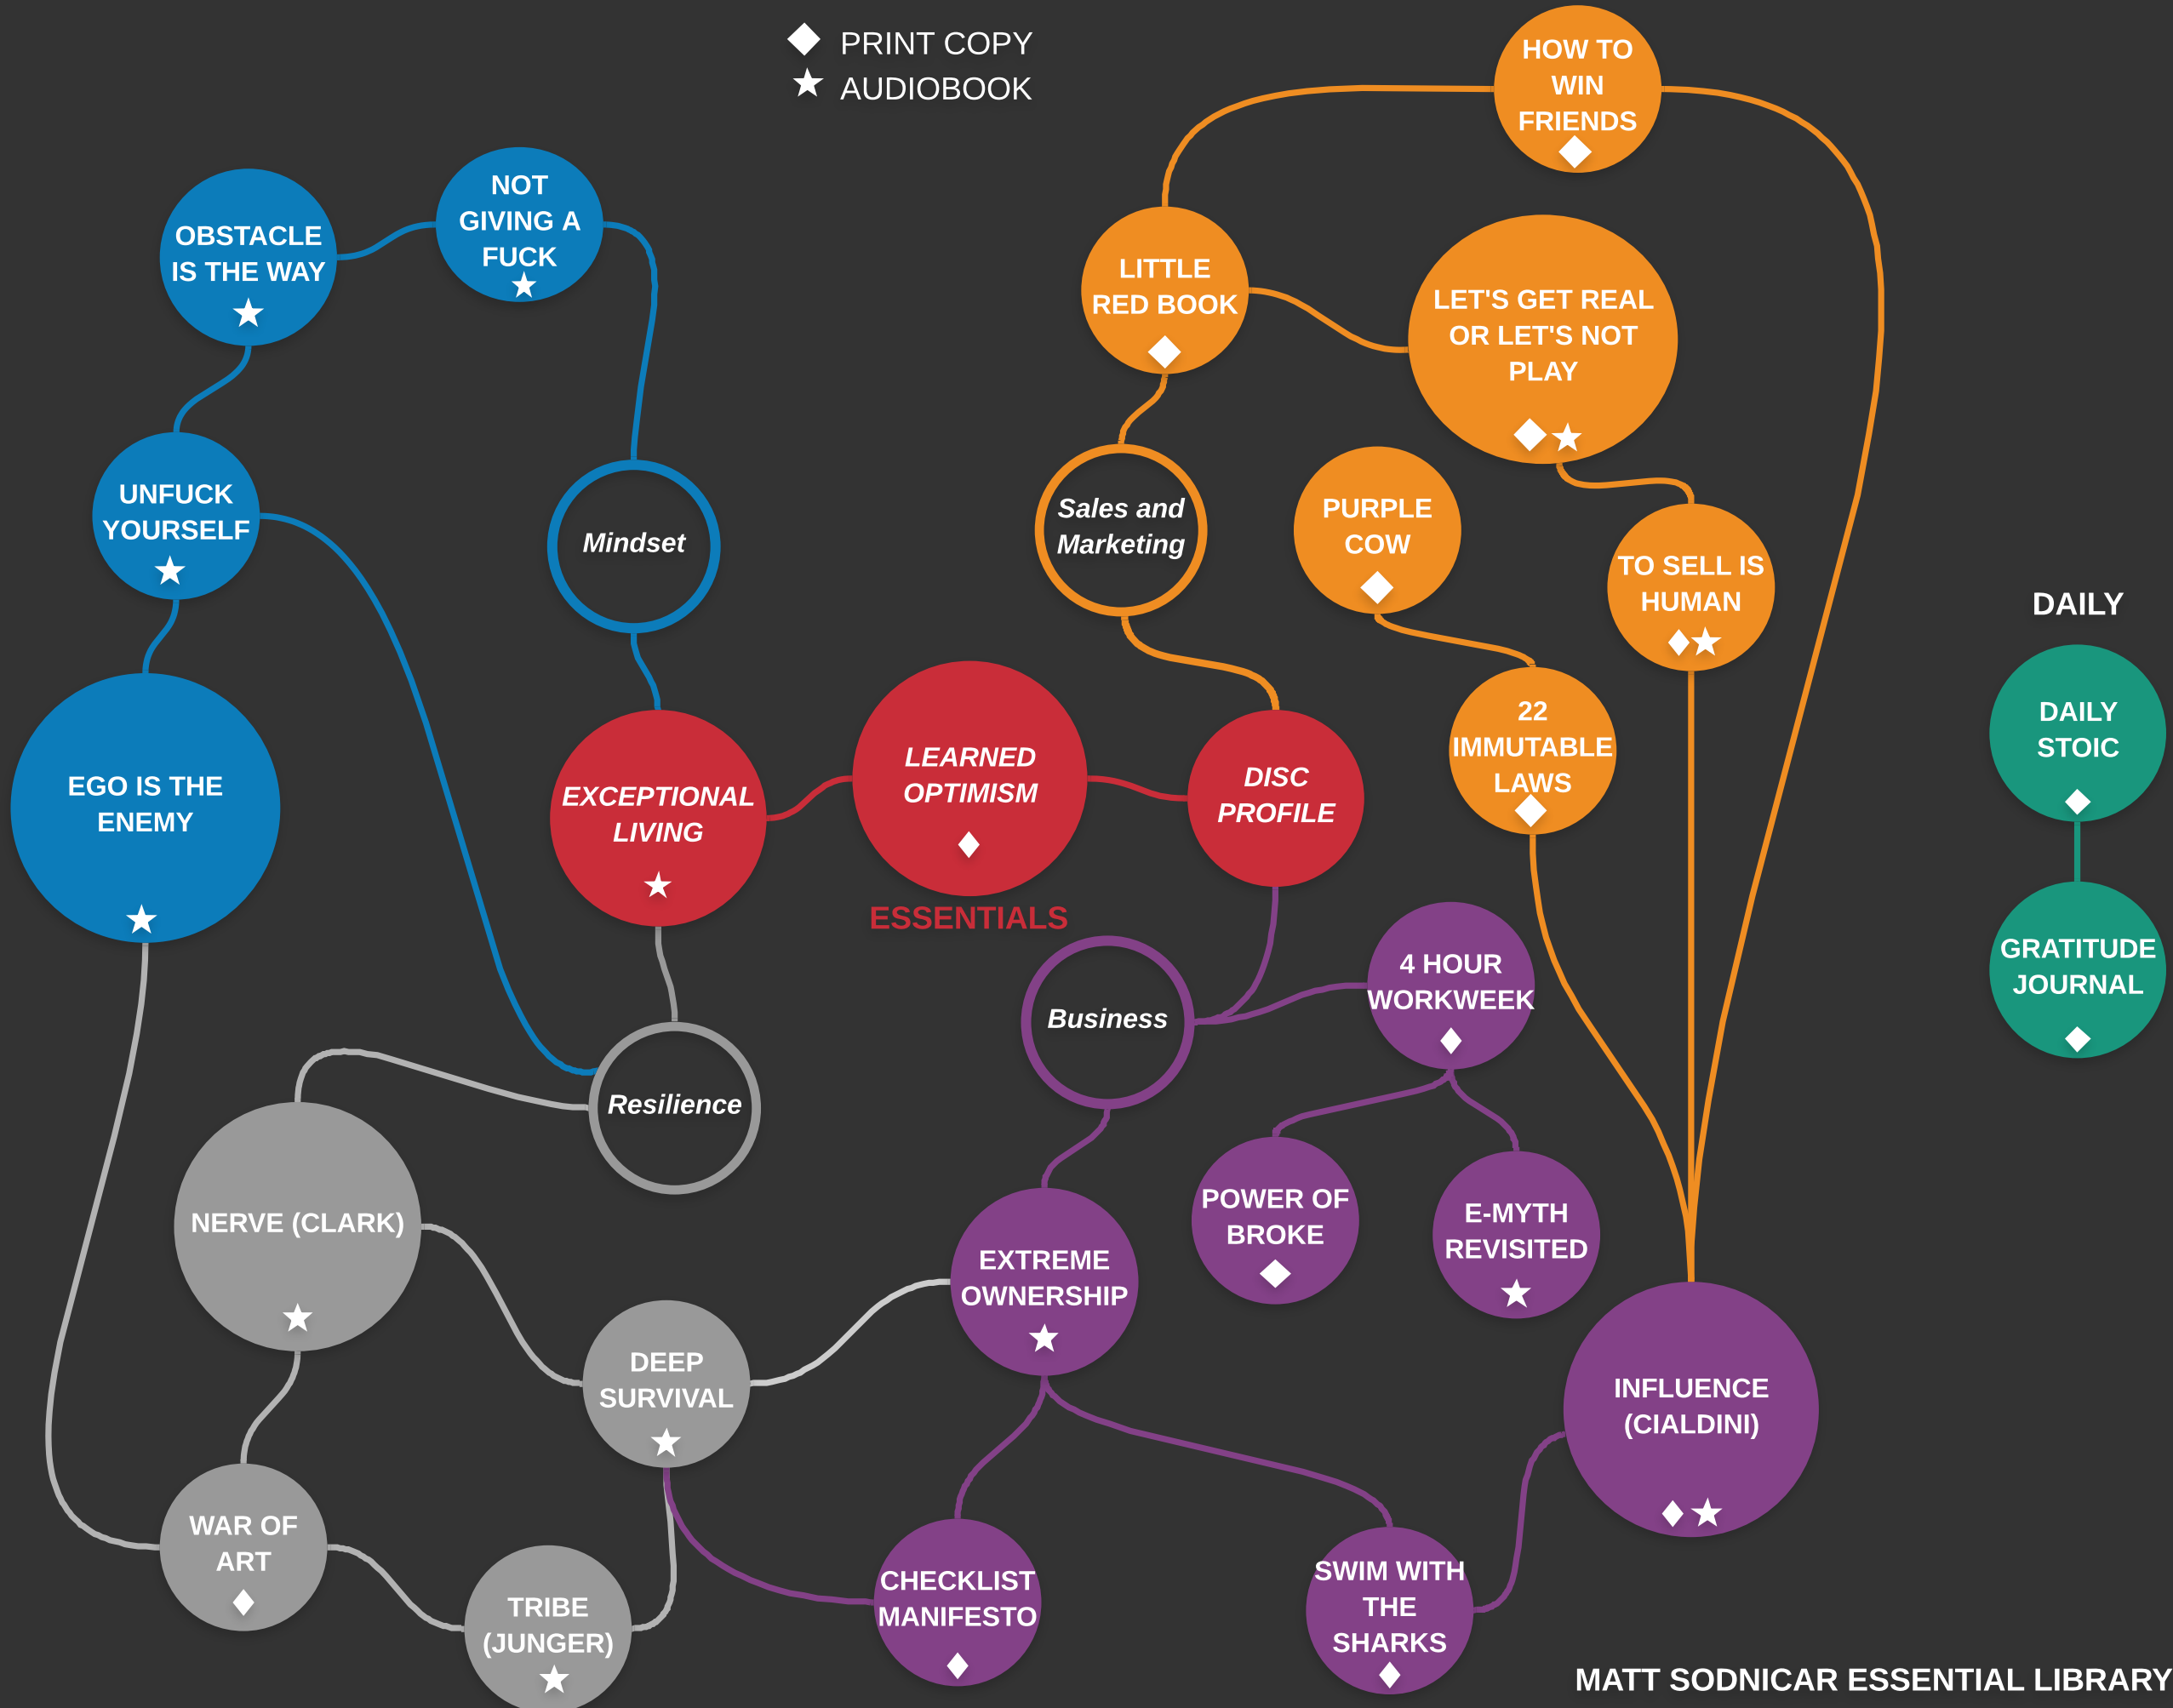 PRINT COPY
AUDIOBOOK
HOW TO
WIN
FRIENDS
NOT
GIVING A
FUCK
OBSTACLE
IS THE WAY
LITTLE
RED BOOK
LET'S GET REAL
OR LET'S NOT
PLAY
UNFUCK
YOURSELF
Mindset
Sales and
Marketing
PURPLE
COW
TO SELL IS
HUMAN
DAILY
DAILY
STOIC
EGO IS THE
ENEMY
EXCEPTIONAL
LIVING
LEARNED
OPTIMISM
DISC
PROFILE
22
IMMUTABLE
LAWS
ESSENTIALS
GRATITUDE
JOURNAL
4 HOUR
WORKWEEK
Business
Resilience
NERVE (CLARK)
POWER OF
BROKE
E-MYTH
REVISITED
EXTREME
OWNERSHIP
DEEP
SURVIVAL
INFLUENCE
(CIALDINI)
WAR OF
ART
TRIBE
(JUNGER)
CHECKLIST
MANIFESTO
SWIM WITH
THE
SHARKS
MATT SODNICAR ESSENTIAL LIBRARY